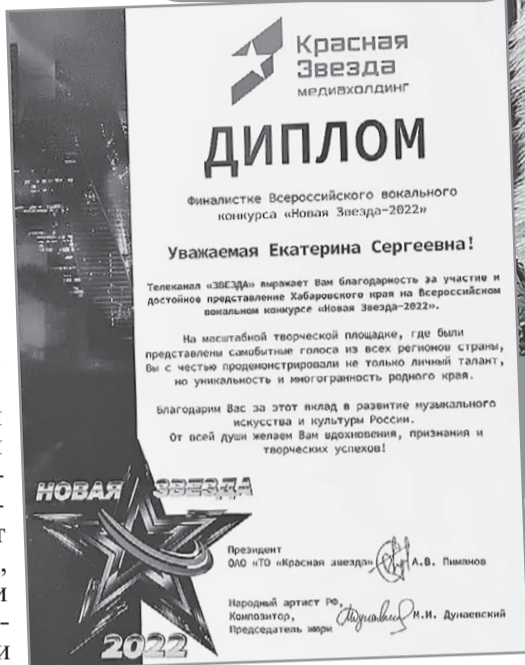 Красная
Звезда
медиахолдинг
ДИПЛОМ
Финалистке Всероссийского вокального
конкурса «Новая Звезда-2022»
Уважаемая Екатерина Сергеевна!
Телеканал «ЗВЕЗДА» выражает Вам благодарность за участие и
достойное представление Хабаровского края на Всероссийском
вокальном конкурсе «Новая Звезда-2022».
На масштабной творческой площадке, где были
представлены самобытные голоса из всех регионов страны,
Вы с честью продемонстрировали не только личный талант,
но уникальность и многогранность родного края.
Благодарим Вас за этот вклад в развитие музыкального
искусства и культуры России.
От всей души желаем Вам вдохновения, признания и
творческих успехов!
НОВАЯ ЗВЕЗДА
2022
Президент
ОАО «ТО «Красная звезда» А.В. Пиманов
Народный артист РФ,
Композитор,
Председатель жюри М.И. Дунаевский